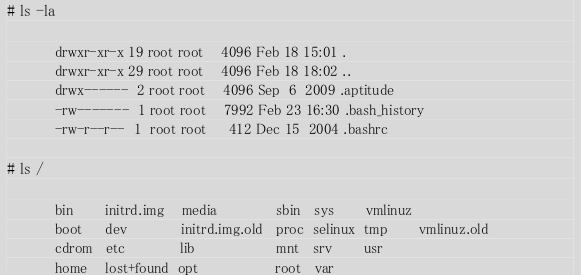 # ls -la
drwxr-xr-x 19 root root 4096 Feb 18 15:01 .
drwxr-xr-x 29 root root 4096 Feb 18 18:02 ..
drwx------ 2 root root 4096 Sep 6 2009 .aptitude
-rw------- 1 root root 7992 Feb 23 16:30 .bash_history
-rw-r--r-- 1 root root 412 Dec 15 2004 .bashrc
# ls /
bin initrd.img media sbin sys vmlinuz
boot dev initrd.img.old proc selinux tmp vmlinuz.old
cdrom etc lib mnt srv usr
home lost+found opt root var